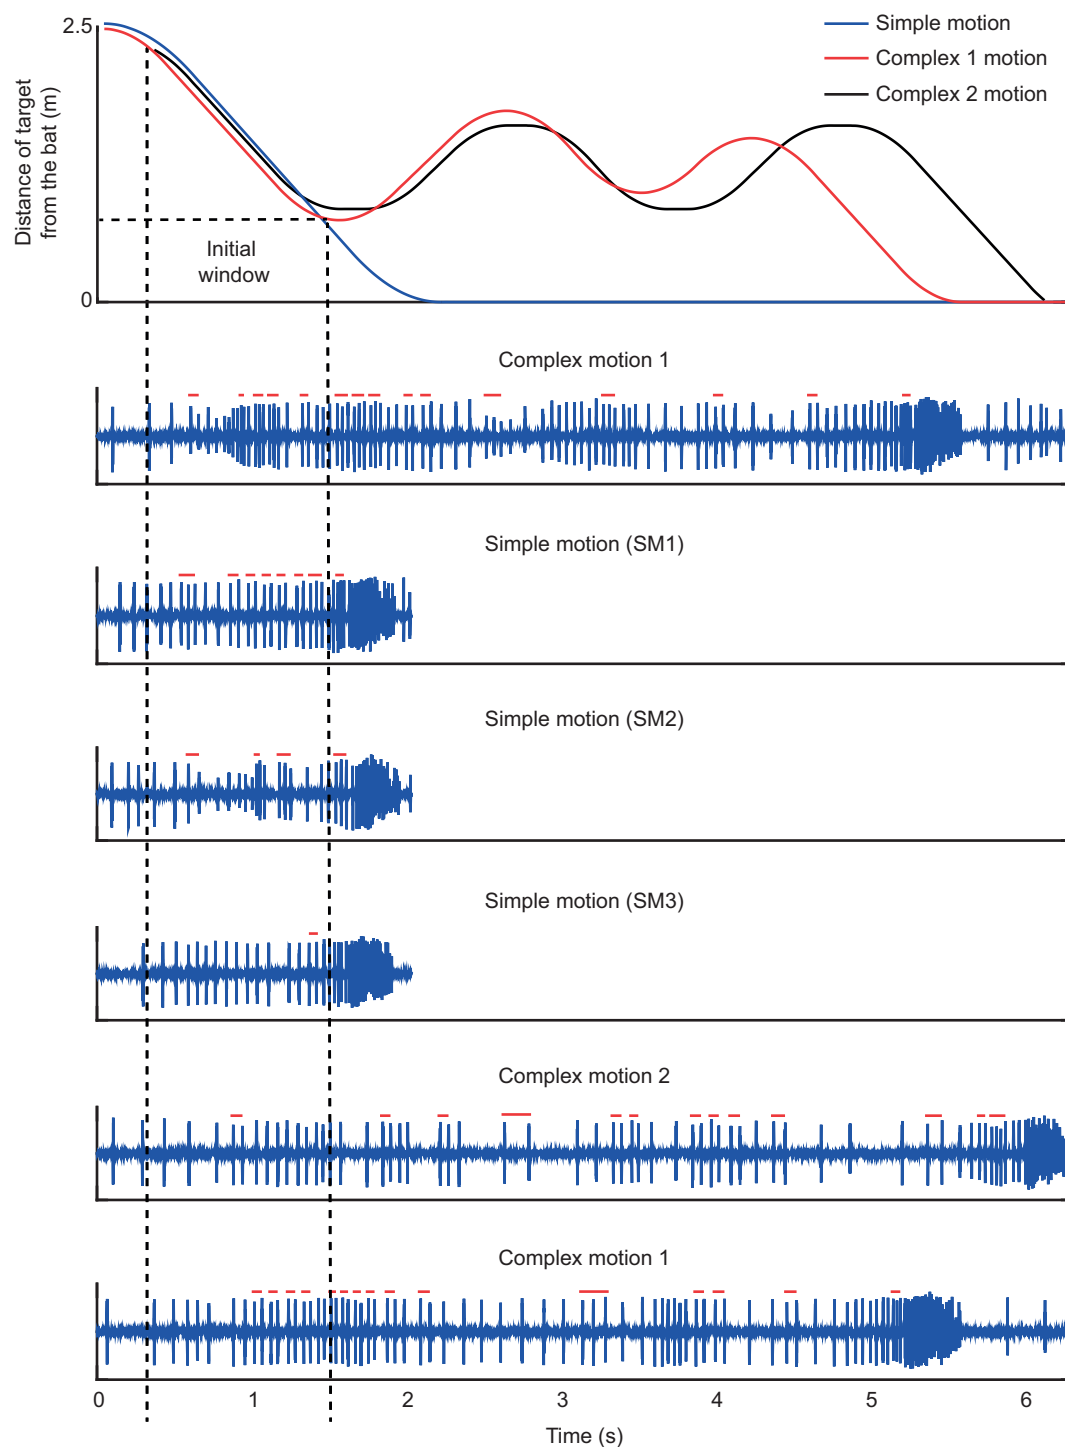 2.5
Distance of target
from the bat (m)
0
Simple motion
Complex 1 motion
Complex 2 motion
Initial
window
Complex motion 1
Simple motion (SM1)
Simple motion (SM2)
Simple motion (SM3)
Complex motion 2
Complex motion 1
0 1 2 3 4 5 6
Time (s)